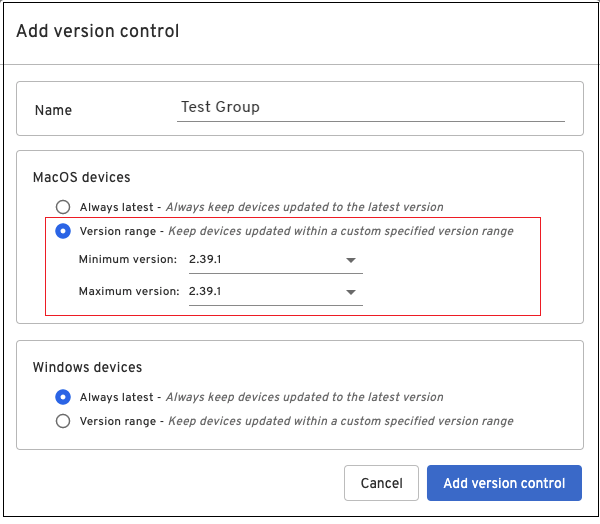 Add version control
Name Test Group
MacOS devices
Always latest - Always keep devices updated to the latest version
Version range - Keep devices updated within a custom specified version range
Minimum version: 2.39.1
Maximum version: 2.39.1
Windows devices
Always latest - Always keep devices updated to the latest version
Version range - Keep devices updated within a custom specified version range
Cancel Add version control